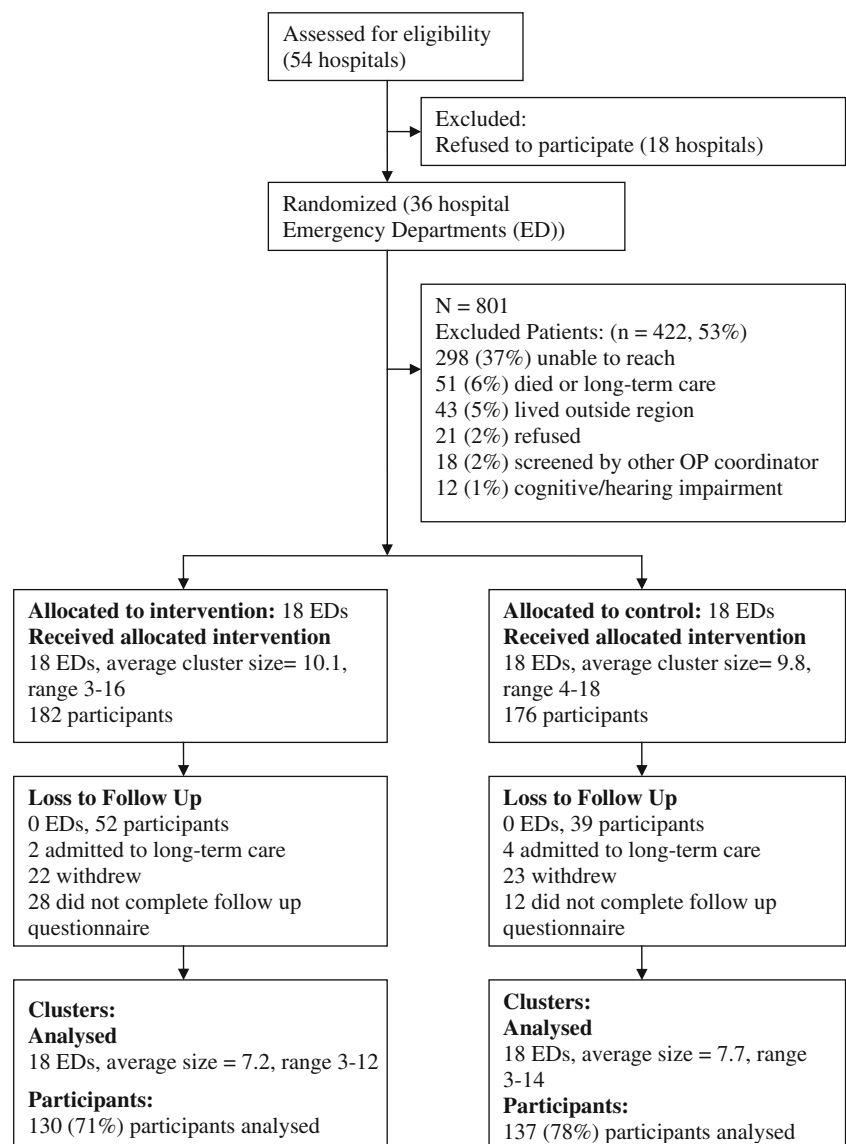 Assessed for eligibility
(54 hospitals)
Excluded:
Refused to participate (18 hospitals)
Randomized (36 hospital
Emergency Departments (ED))
N = 801
Excluded Patients: (n = 422, 53%)
298 (37%) unable to reach
51 (6%) died or long-term care
43 (5%) lived outside region
21 (2%) refused
18 (2%) screened by other OP coordinator
12 (1%) cognitive/hearing impairment
Allocated to intervention: 18 EDs
Received allocated intervention
18 EDs, average cluster size= 10.1,
range 3-16
182 participants
Allocated to control: 18 EDs
Received allocated intervention
18 EDs, average cluster size= 9.8,
range 4-18
176 participants
Loss to Follow Up
0 EDs, 52 participants
2 admitted to long-term care
22 withdrew
28 did not complete follow up
questionnaire
Loss to Follow Up
0 EDs, 39 participants
4 admitted to long-term care
23 withdrew
12 did not complete follow up
questionnaire
Clusters:
Analysed
18 EDs, average size = 7.2, range 3-12
Participants:
130 (71%) participants analysed
Clusters:
Analysed
18 EDs, average size = 7.7, range
3-14
Participants:
137 (78%) participants analysed